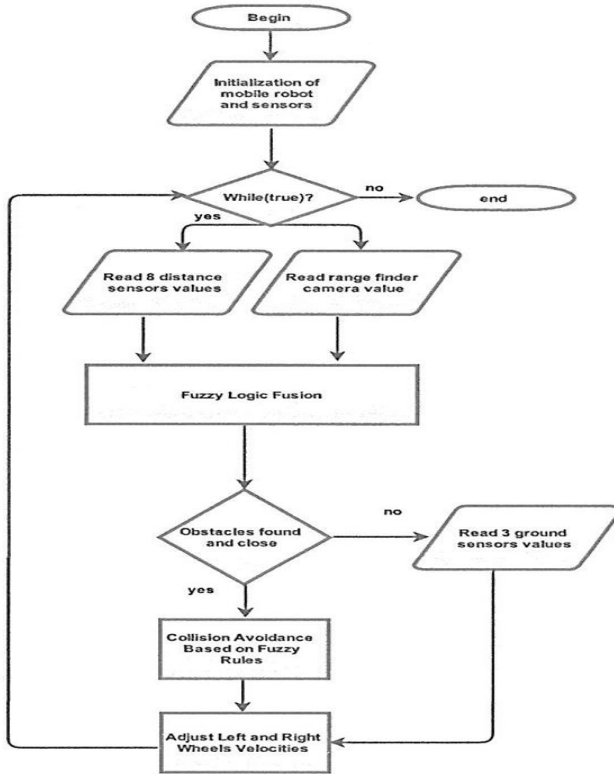 Begin
Initialization of
mobile robot
and sensors
While(true)?
no
end
yes
Read 8 distance
sensors values
Read range finder
camera value
Fuzzy Logic Fusion
Obstacles found
and close
no
Read 3 ground
sensors values
yes
Collision Avoidance
Based on Fuzzy
Rules
Adjust Left and Right
Wheels Velocities